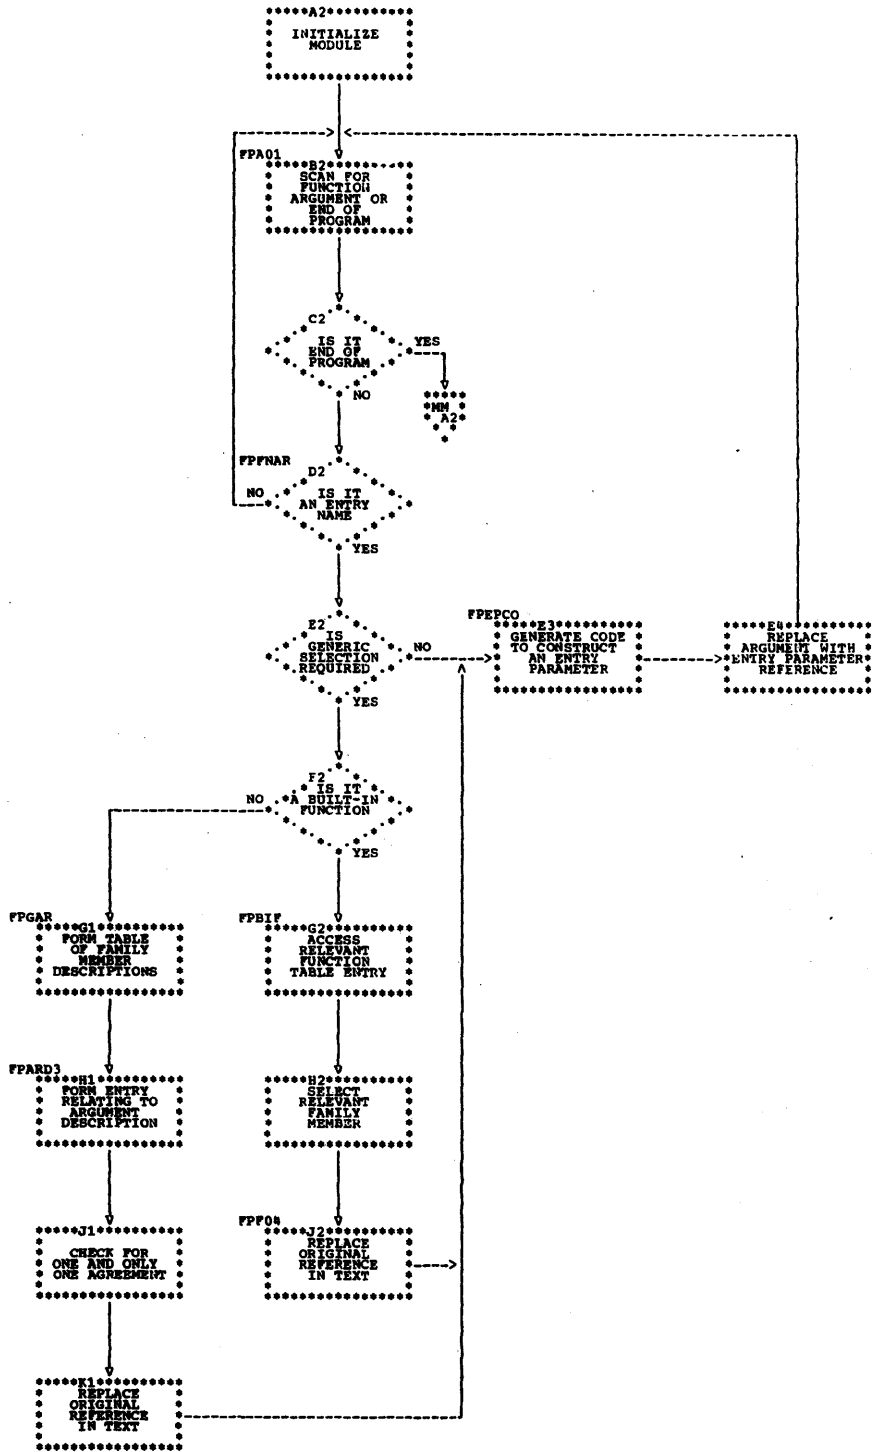 A2
INITIALIZE
MODULE
FPA01
B2
SCAN FOR
FUNCTION
ARGUMENT OR
END OF
PROGRAM
C2
IS IT
END OF
PROGRAM
YES
NO
MM
A2
FPFNAR
D2
NO
IS IT
AN ENTRY
NAME
YES
E2
IS
GENERIC
SELECTION
REQUIRED
NO
YES
FPEPCO
E3
GENERATE CODE
TO CONSTRUCT
AN ENTRY
PARAMETER
E4
REPLACE
ARGUMENT WITH
ENTRY PARAMETER
REFERENCE
F2
IS IT
A BUILT-IN
FUNCTION
NO
YES
FPGAR
G1
FORM TABLE
OF FAMILY
MEMBER
DESCRIPTIONS
FPBIF
G2
ACCESS
RELEVANT
FUNCTION
TABLE ENTRY
FPARD3
H1
FORM ENTRY
RELATING TO
ARGUMENT
DESCRIPTION
H2
SELECT
RELEVANT
FAMILY
MEMBER
J1
CHECK FOR
ONE AND ONLY
ONE AGREEMENT
FPF04
J2
REPLACE
ORIGINAL
REFERENCE
IN TEXT
K1
REPLACE
ORIGINAL
REFERENCE
IN TEXT